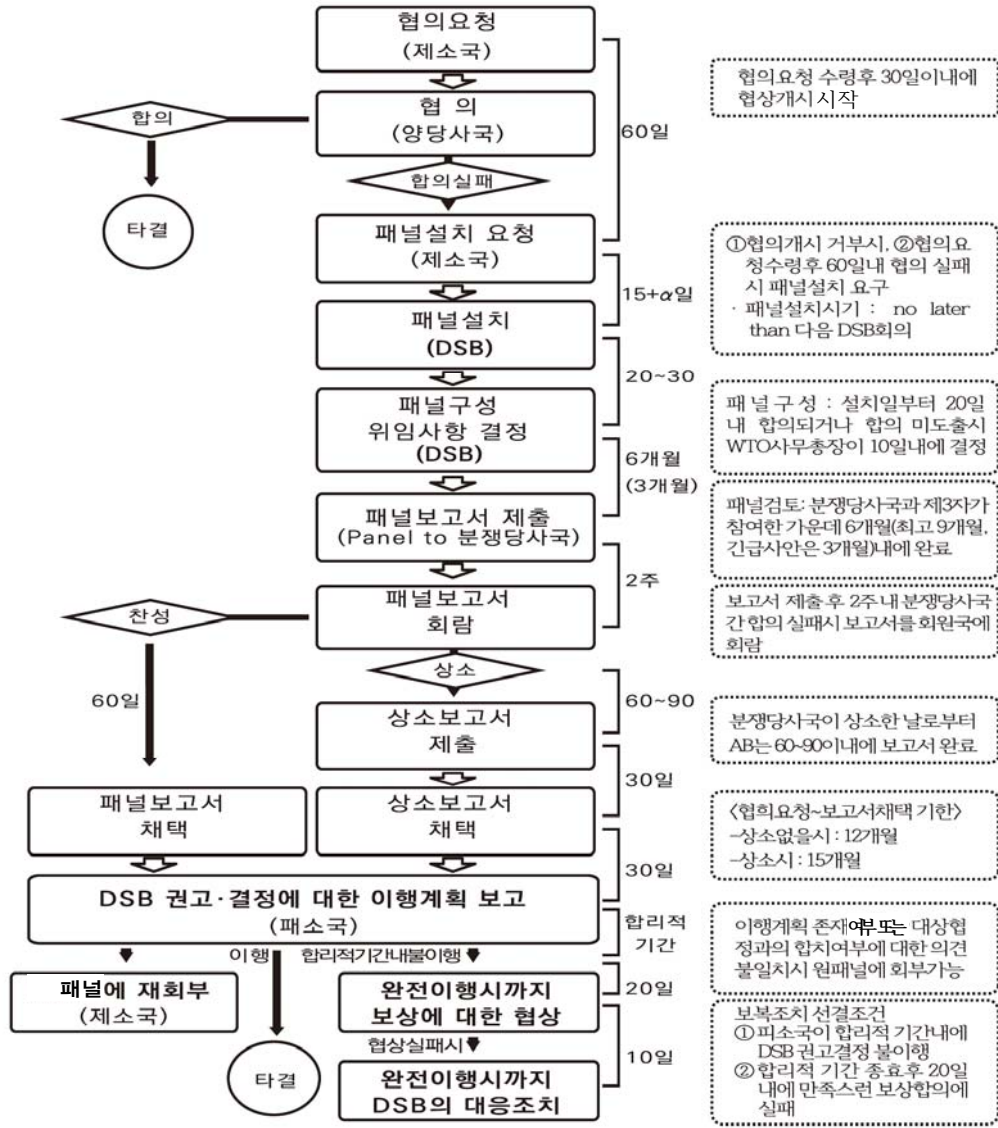 협의요청
(제소국)
협의요청 수령후 30일이내에
협상개시 시작
합의
협 의
(양당사국)
60일
합의실패
타결
패널설치 요청
(제소국)
①협의개시 거부시, ②협의요
청수령후 60일내 협의 실패
시 패널설치 요구
· 패널설치시기 : no later
than 다음 DSB회의
15+α일
패널설치
(DSB)
20~30
패널구성
위임사항 결정
(DSB)
패널구성 : 설치일부터 20일
내 합의되거나 합의 미도출시
WTO사무총장이 10일내에 결정
6개월
(3개월)
패널보고서 제출
(Panel to 분쟁당사국)
패널검토: 분쟁당사국과 제3자가
참여한 가운데 6개월(최고 9개월,
긴급사안은 3개월)내에 완료
2주
찬성
패널보고서
회람
보고서 제출 후 2주 내 분쟁당사국
간 합의 실패시 보고서를 회원국에
회람
상소
60일
60~90
상소보고서
제출
분쟁당사국이 상소한 날로부터
AB는 60~90이내에 보고서 완료
30일
패널보고서
채택
상소보고서
채택
〈협희요청~보고서채택 기한〉
-상소없을시 : 12개월
-상소시 : 15개월
30일
DSB 권고·결정에 대한 이행계획 보고
(패소국)
합리적
기간
이행계획 존재여부또는 대상협
정과의 합치여부에 대한 의견
불일치시 원패널에 회부가능
이행
합리적기간내불이행
패널에 재회부
(제소국)
완전이행시까지
보상에 대한 협상
20일
보복조치 선결조건
① 피소국이 합리적 기간내에
DSB 권고결정 불이행
② 합리적 기간 종효후 20일
내에 만족스런 보상합의에
실패
협상실패시
10일
타결
완전이행시까지
DSB의 대응조치